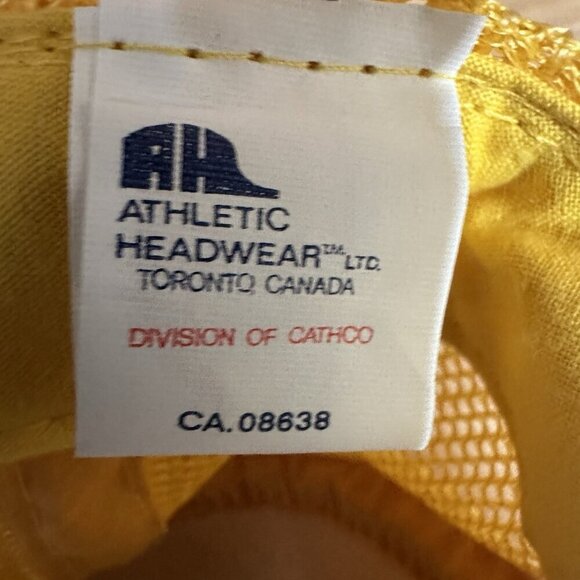 AH
ATHLETIC
HEADWEAR™ LTD.
TORONTO CANADA
DIVISION OF CATHCO
CA. 08638